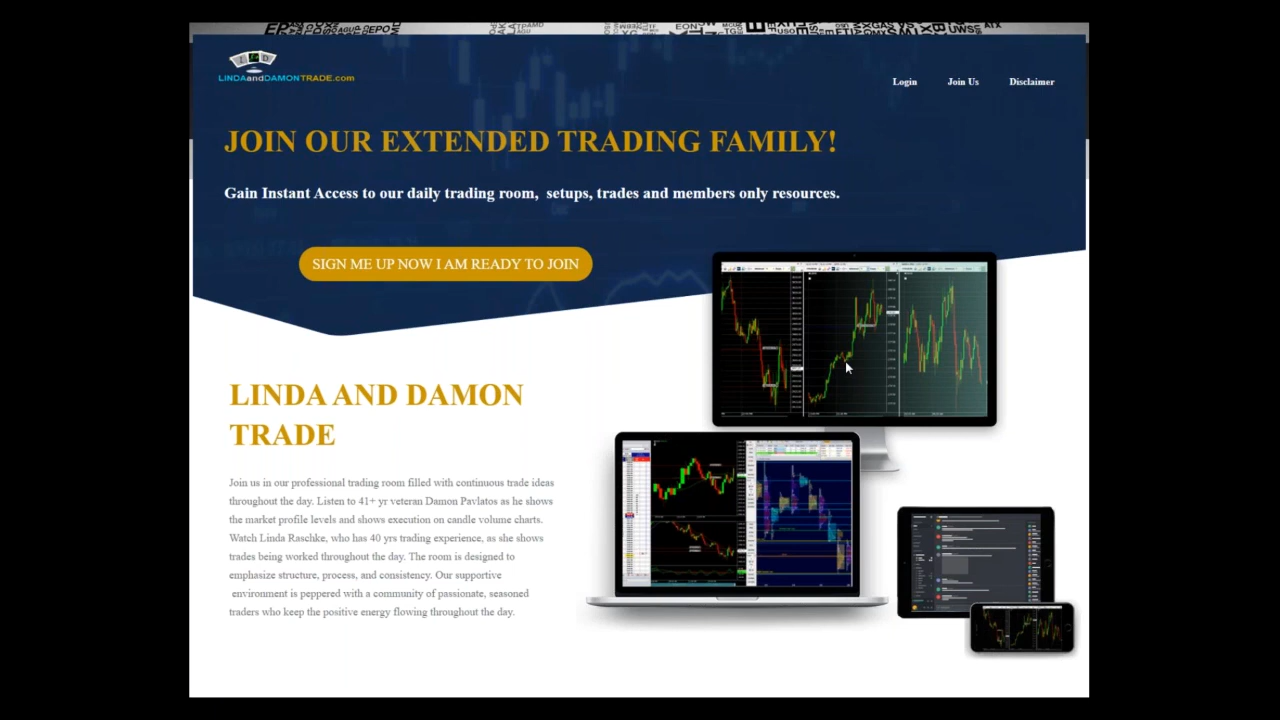 LINDAandDAMONTRADE.com
Login
Join Us
Disclaimer
JOIN OUR EXTENDED TRADING FAMILY!
Gain Instant Access to our daily trading room, setups, trades and members only resources.
SIGN ME UP NOW I AM READY TO JOIN
LINDA AND DAMON
TRADE
Join us in our professional trading room filled with continuous trade ideas
throughout the day. Listen to 41+ yr veteran Damon Pavlatos as he shows
the market profile levels and shows execution on candle volume charts.
Watch Linda Raschke, who has 40 yrs trading experience, as she shows
trades being worked throughout the day. The room is designed to
emphasize structure, process, and consistency. Our supportive
environment is peppered with a community of passionate, seasoned
traders who keep the positive energy flowing throughout the day.